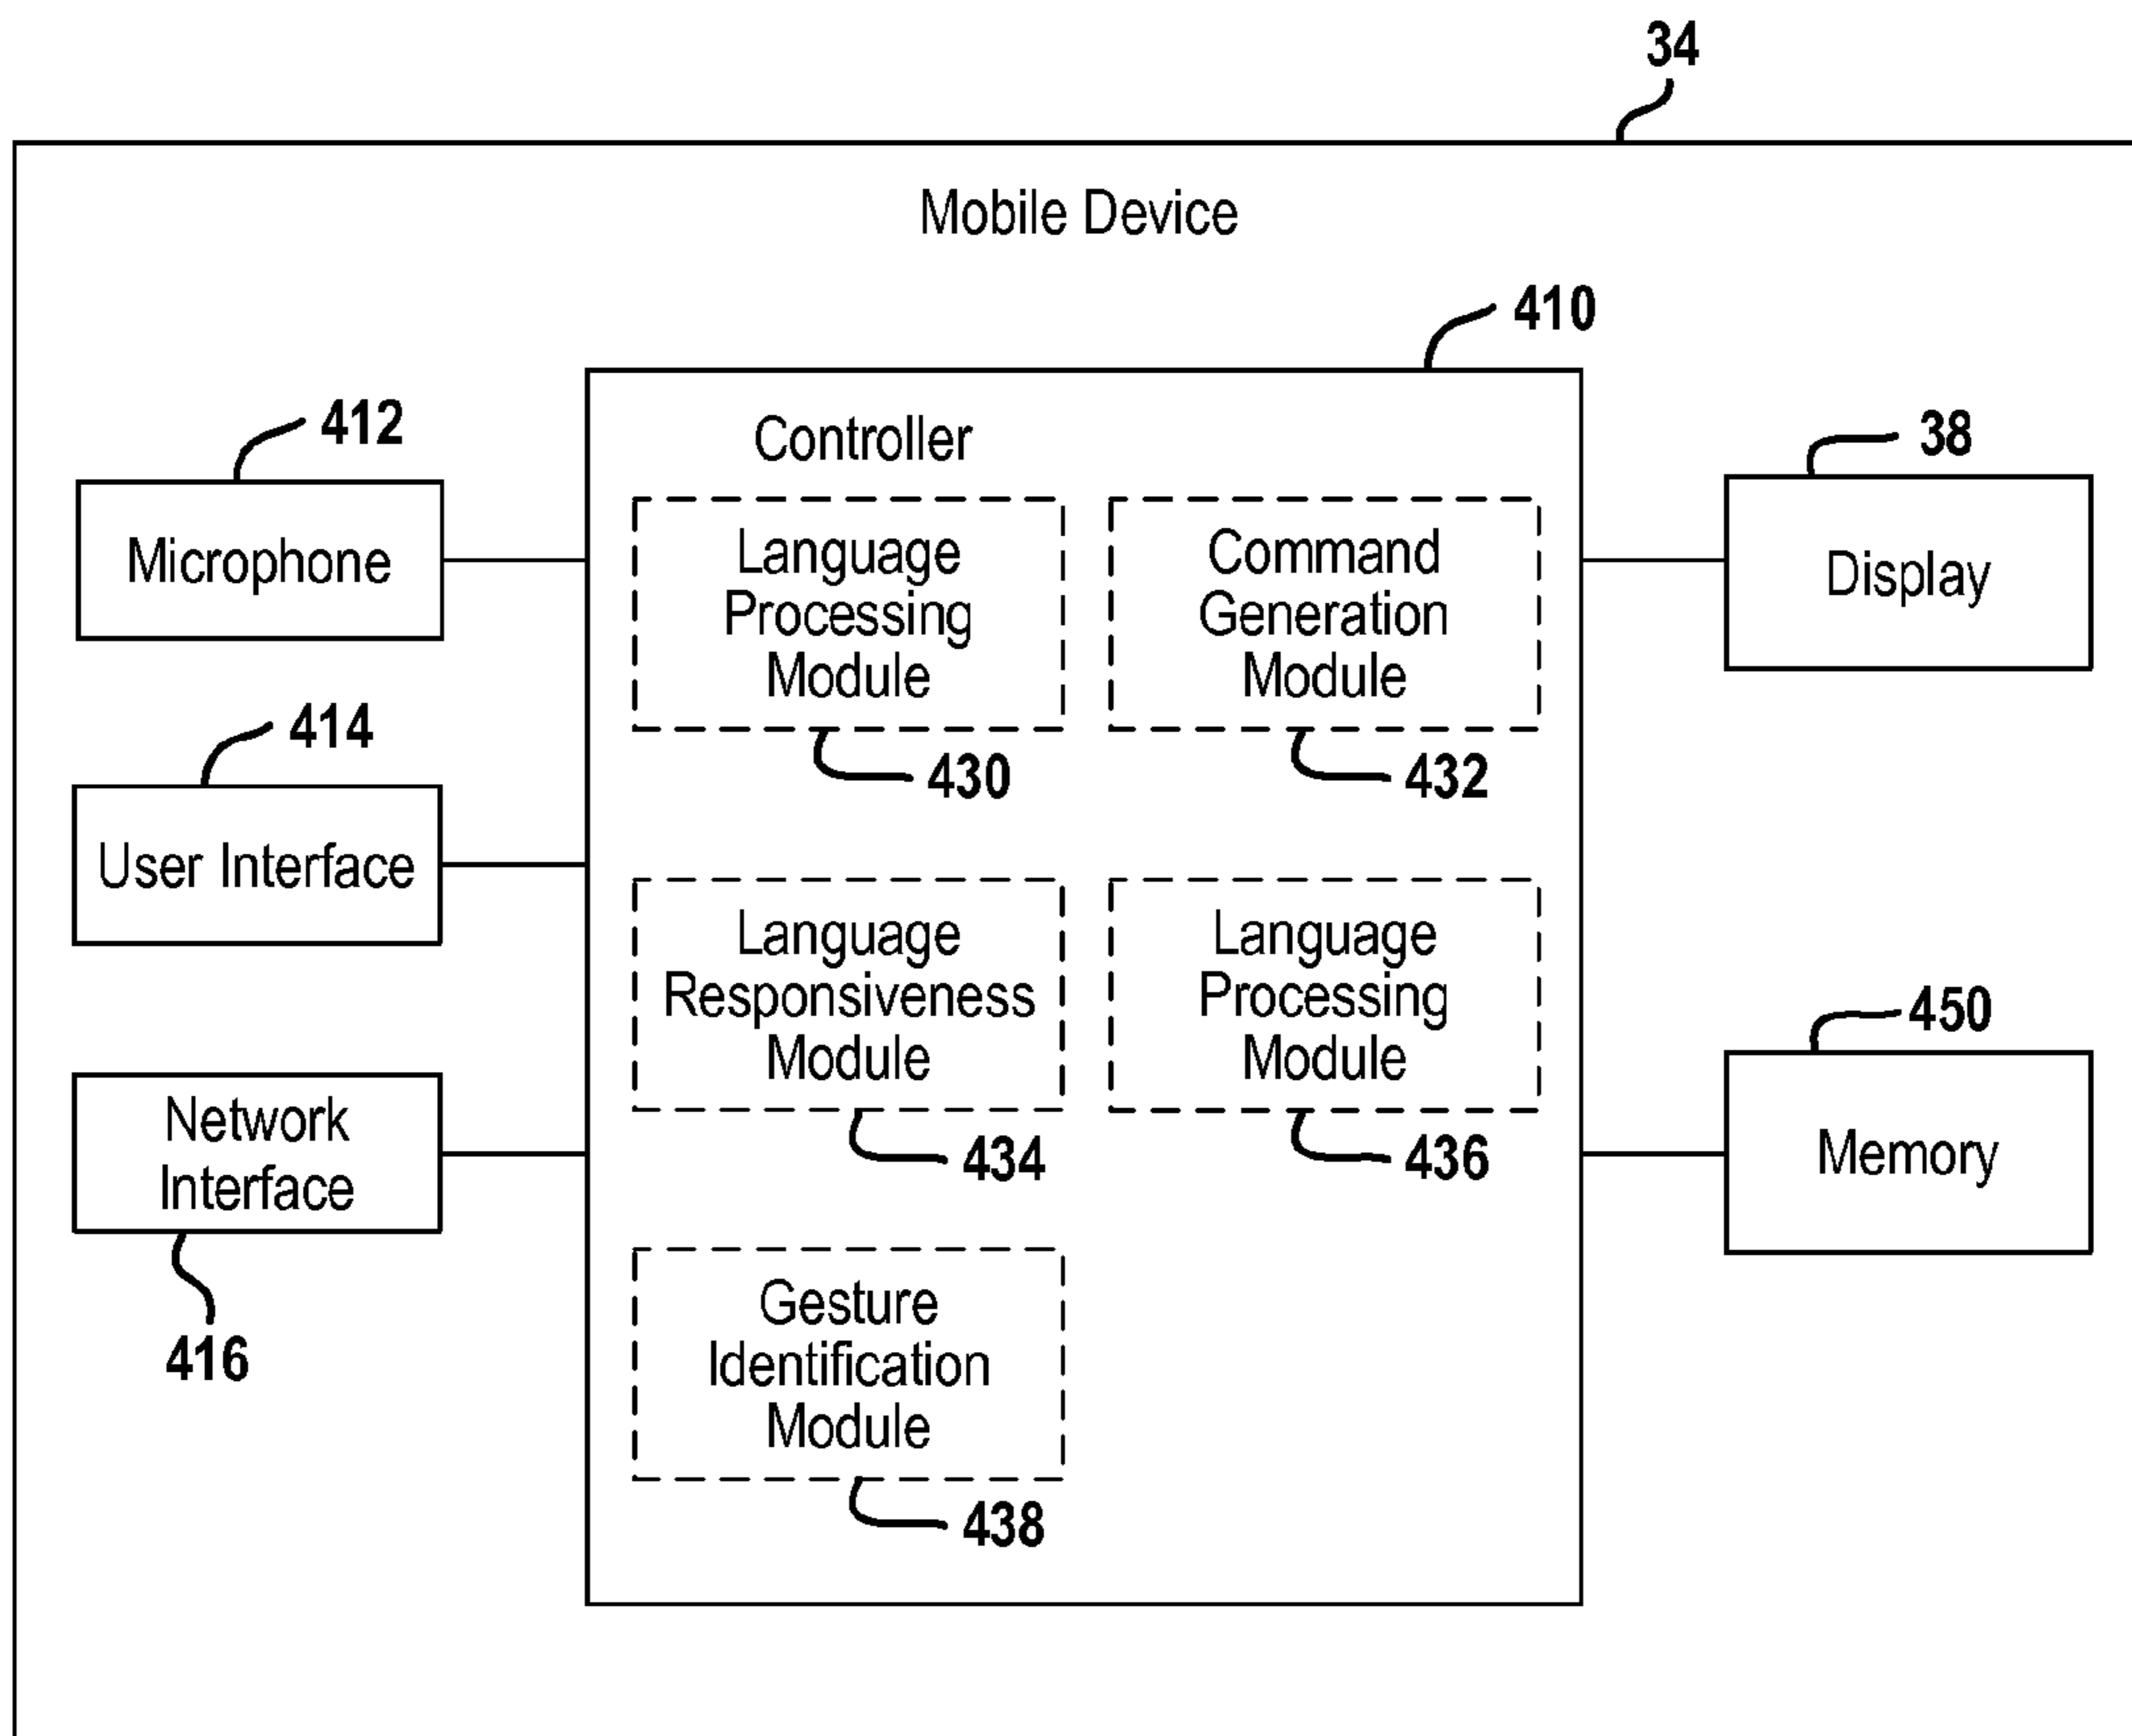 34
Mobile Device
410
Controller
412
Microphone
38
Display
Language
Processing
Module
430
Command
Generation
Module
432
414
User Interface
Language
Responsiveness
Module
434
Language
Processing
Module
436
450
Memory
Network
Interface
416
Gesture
Identification
Module
438